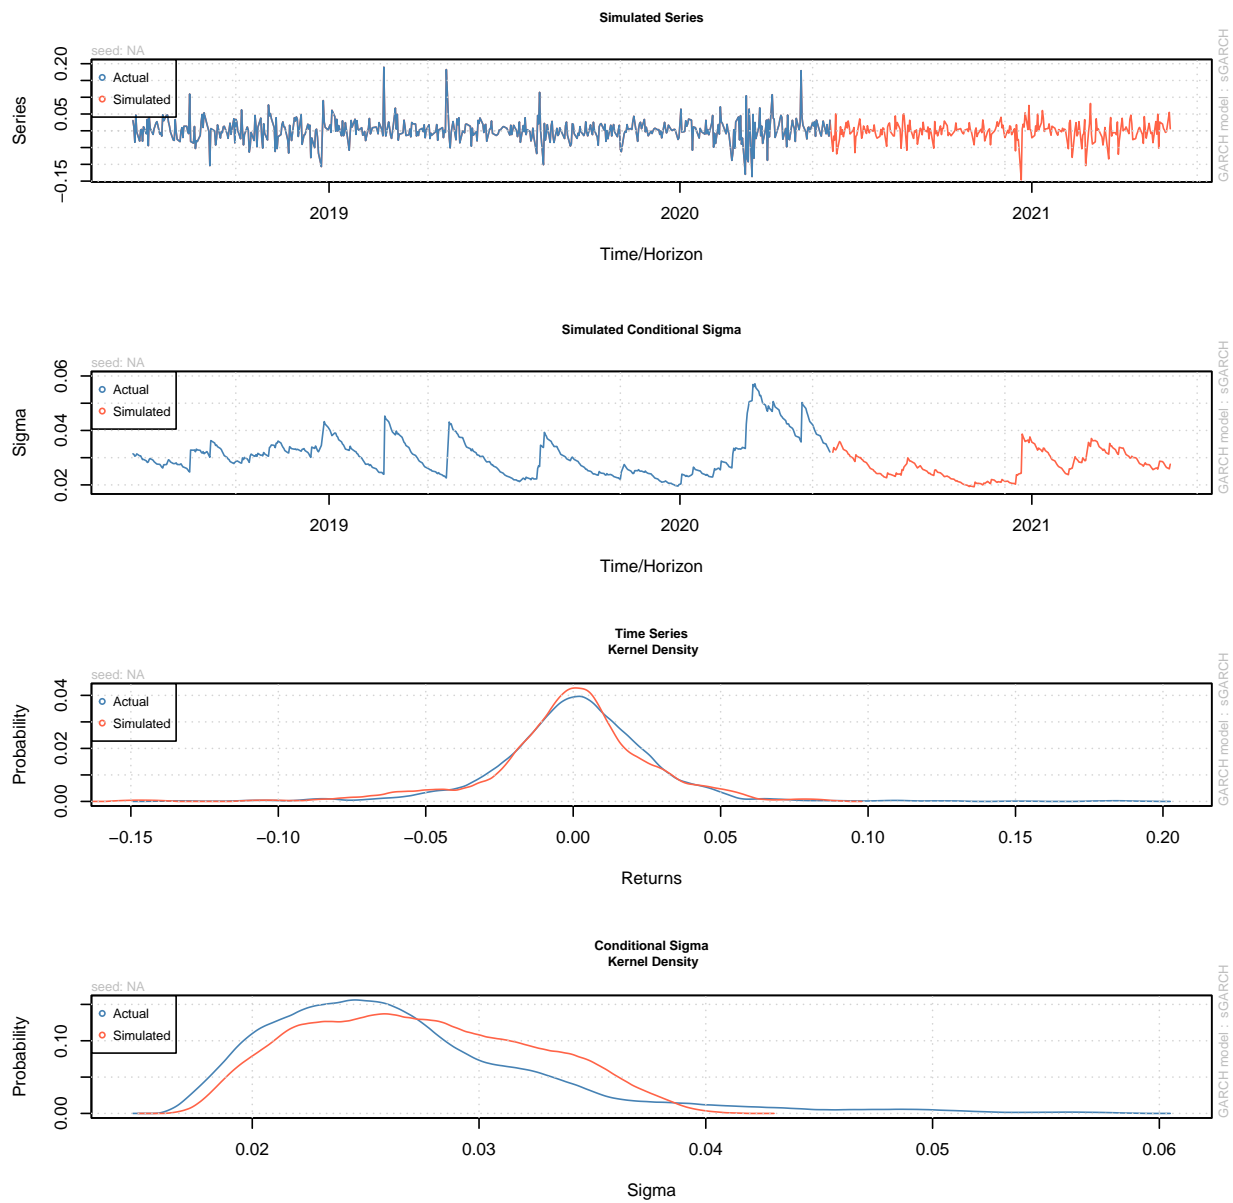 Simulated Series
seed: NA
GARCH model : sGARCH
Series
0.20
0.05
−0.15
Actual
Simulated
2019
2020
2021
Time/Horizon
Simulated Conditional Sigma
seed: NA
GARCH model : sGARCH
Sigma
0.06
0.04
0.02
Actual
Simulated
2019
2020
2021
Time/Horizon
Time Series
Kernel Density
seed: NA
GARCH model : sGARCH
Probability
0.04
0.02
0.00
Actual
Simulated
−0.15
−0.10
−0.05
0.00
0.05
0.10
0.15
0.20
Returns
Conditional Sigma
Kernel Density
seed: NA
GARCH model : sGARCH
Probability
0.10
0.00
Actual
Simulated
0.02
0.03
0.04
0.05
0.06
Sigma